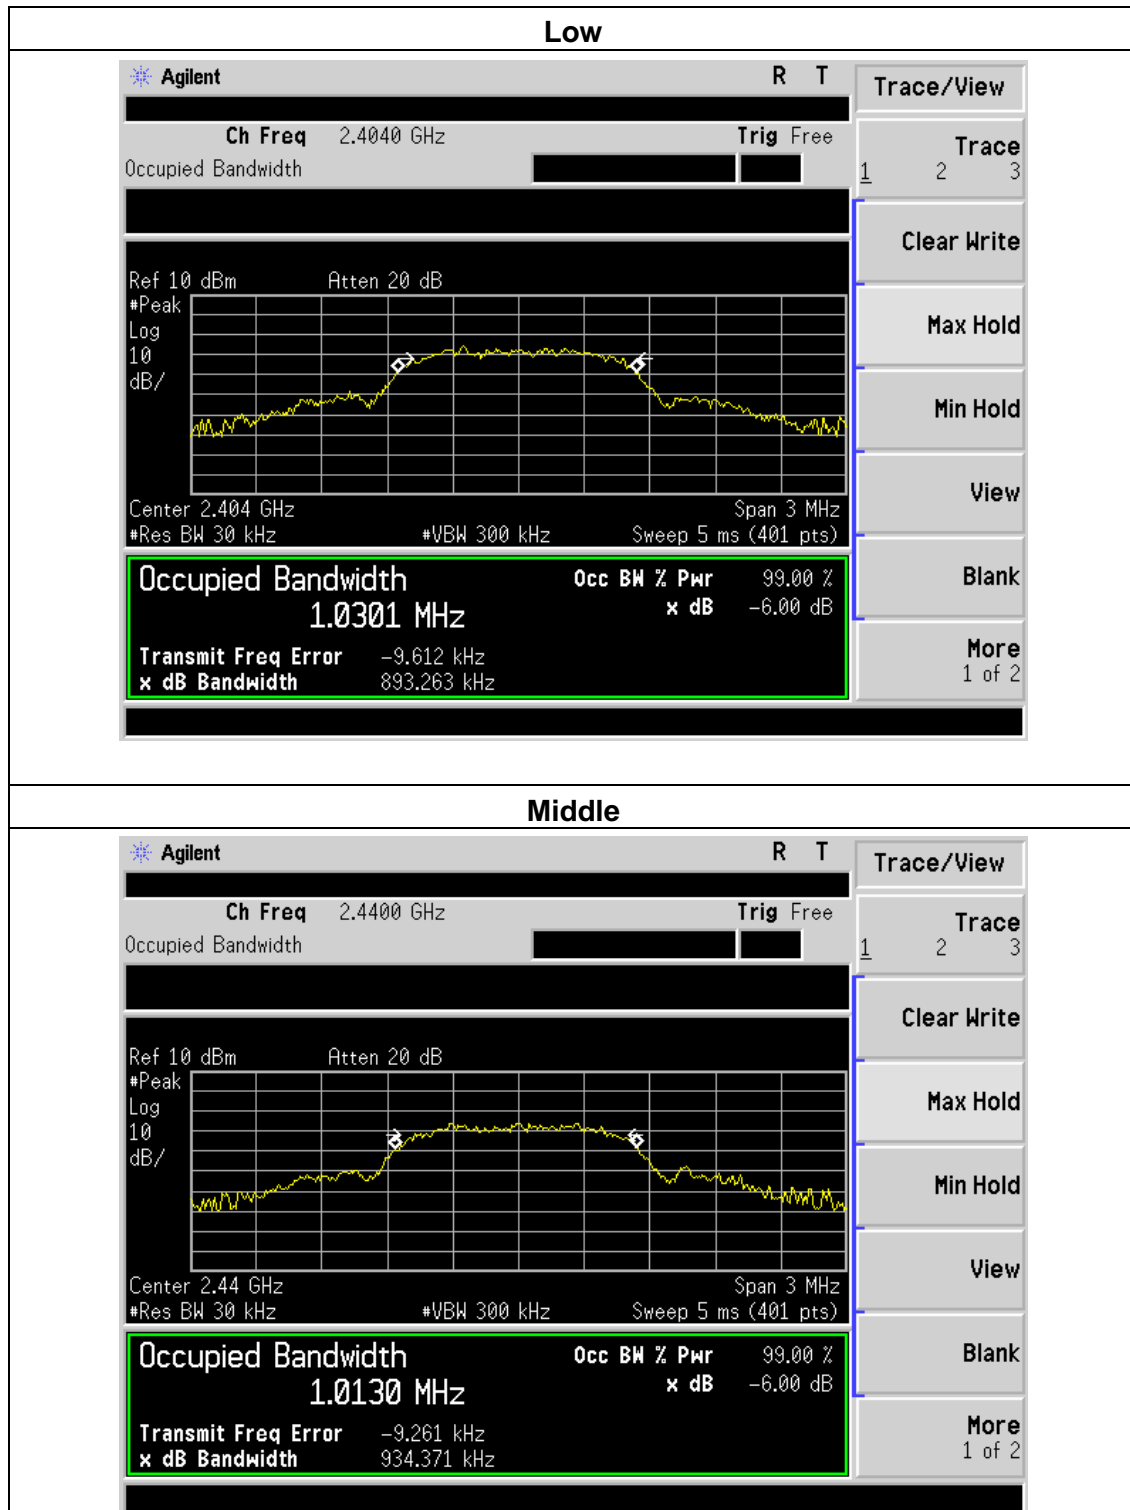 Low
Agilent R T Trace/View
Ch Freq 2.4040 GHz Trig Free
Occupied Bandwidth
Trace
1 2 3
Clear Write
Ref 10 dBm Atten 20 dB
#Peak
Log
10
dB/
Max Hold
Min Hold
View
Center 2.404 GHz Span 3 MHz
#Res BW 30 kHz #VBW 300 kHz Sweep 5 ms (401 pts)
Occupied Bandwidth Occ BW % Pwr 99.00 %
1.0301 MHz x dB -6.00 dB
Blank
Transmit Freq Error -9.612 kHz
x dB Bandwidth 893.263 kHz
More
1 of 2
Middle
Agilent R T Trace/View
Ch Freq 2.4400 GHz Trig Free
Occupied Bandwidth
Trace
1 2 3
Clear Write
Ref 10 dBm Atten 20 dB
#Peak
Log
10
dB/
Max Hold
Min Hold
View
Center 2.44 GHz Span 3 MHz
#Res BW 30 kHz #VBW 300 kHz Sweep 5 ms (401 pts)
Occupied Bandwidth Occ BW % Pwr 99.00 %
1.0130 MHz x dB -6.00 dB
Blank
Transmit Freq Error -9.261 kHz
x dB Bandwidth 934.371 kHz
More
1 of 2